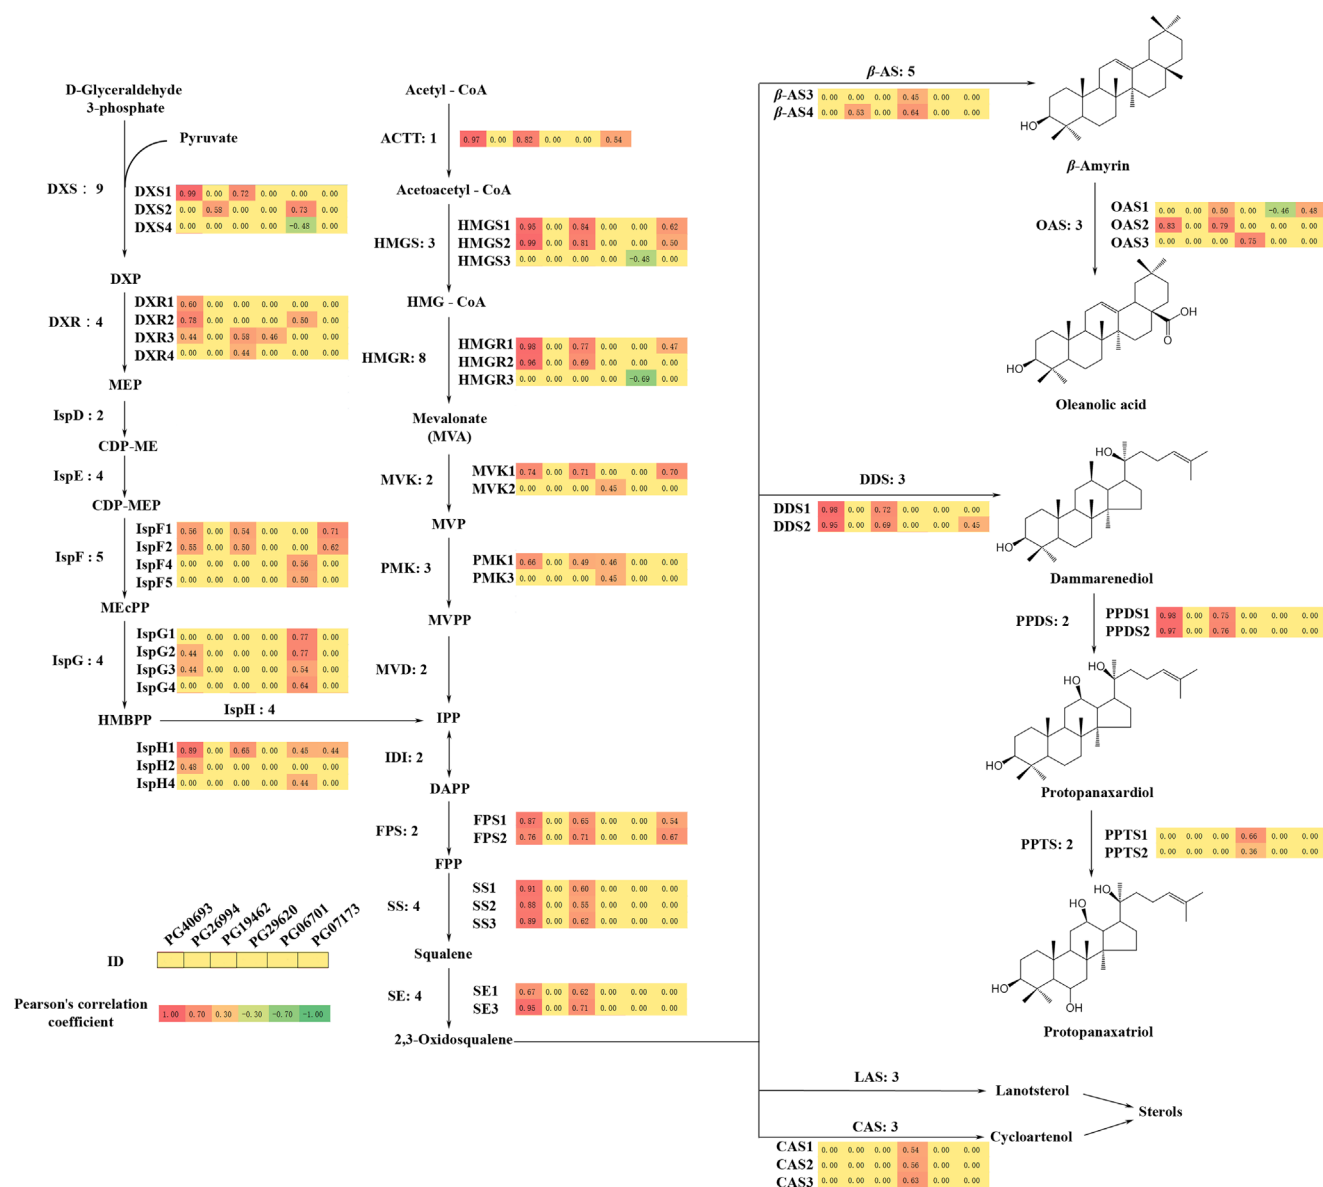 D-Glyceraldehyde
3-phosphate
Pyruvate
DXS : 9
DXS1 0.99 0.00 0.72 0.00 0.00 0.00
DXS2 0.00 0.58 0.00 0.00 0.73 0.00
DXS4 0.00 0.00 0.00 0.00 -0.48 0.00
DXP
DXR : 4
DXR1 0.60 0.00 0.00 0.00 0.00 0.00
DXR2 0.78 0.00 0.00 0.00 0.50 0.00
DXR3 0.44 0.00 0.58 0.46 0.00 0.00
DXR4 0.00 0.00 0.44 0.00 0.00 0.00
MEP
IspD : 2
CDP-ME
IspE : 4
CDP-MEP
IspF : 5
IspF1 0.56 0.00 0.54 0.00 0.00 0.71
IspF2 0.55 0.00 0.50 0.00 0.00 0.62
IspF4 0.00 0.00 0.00 0.00 0.56 0.00
IspF5 0.00 0.00 0.00 0.00 0.50 0.00
MEcPP
IspG : 4
IspG1 0.00 0.00 0.00 0.00 0.77 0.00
IspG2 0.44 0.00 0.00 0.00 0.77 0.00
IspG3 0.44 0.00 0.00 0.00 0.54 0.00
IspG4 0.00 0.00 0.00 0.00 0.64 0.00
HMBPP
IspH : 4
IspH1 0.89 0.00 0.65 0.00 0.45 0.44
IspH2 0.48 0.00 0.00 0.00 0.00 0.00
IspH4 0.00 0.00 0.00 0.00 0.44 0.00
PG40693 PG26994 PG19462 PG29620 PG06701 PG07173
ID
Pearson's correlation
coefficient
1.00 0.70 0.30 -0.30 -0.70 -1.00
Acetyl - CoA
ACTT: 1
0.97 0.00 0.82 0.00 0.00 0.54
Acetoacetyl - CoA
HMGS: 3
HMGS1 0.95 0.00 0.84 0.00 0.00 0.62
HMGS2 0.99 0.00 0.81 0.00 0.00 0.50
HMGS3 0.00 0.00 0.00 0.00 -0.48 0.00
HMG - CoA
HMGR: 8
HMGR1 0.98 0.00 0.77 0.00 0.00 0.47
HMGR2 0.96 0.00 0.69 0.00 0.00 0.00
HMGR3 0.00 0.00 0.00 0.00 -0.69 0.00
Mevalonate
(MVA)
MVK: 2
MVK1 0.74 0.00 0.71 0.00 0.00 0.70
MVK2 0.00 0.00 0.00 0.45 0.00 0.00
MVP
PMK: 3
PMK1 0.66 0.00 0.49 0.46 0.00 0.00
PMK3 0.00 0.00 0.00 0.45 0.00 0.00
MVPP
MVD: 2
IPP
IDI: 2
DAPP
FPS: 2
FPS1 0.87 0.00 0.65 0.00 0.00 0.54
FPS2 0.76 0.00 0.71 0.00 0.00 0.67
FPP
SS: 4
SS1 0.91 0.00 0.60 0.00 0.00 0.00
SS2 0.88 0.00 0.55 0.00 0.00 0.00
SS3 0.89 0.00 0.62 0.00 0.00 0.00
Squalene
SE: 4
SE1 0.67 0.00 0.62 0.00 0.00 0.00
SE3 0.95 0.00 0.71 0.00 0.00 0.00
2,3-Oxidosqualene
β-AS: 5
β-AS3 0.00 0.00 0.00 0.45 0.00 0.00
β-AS4 0.00 0.53 0.00 0.64 0.00 0.00
HO
β-Amyrin
OAS: 3
OAS1 0.00 0.00 0.50 0.00 -0.46 0.48
OAS2 0.83 0.00 0.79 0.00 0.00 0.00
OAS3 0.00 0.00 0.00 0.75 0.00 0.00
OH
O
HO
Oleanolic acid
DDS: 3
DDS1 0.98 0.00 0.72 0.00 0.00 0.00
DDS2 0.95 0.00 0.69 0.00 0.00 0.45
HO
HO
Dammarenediol
PPDS: 2
PPDS1 0.98 0.00 0.75 0.00 0.00 0.00
PPDS2 0.97 0.00 0.76 0.00 0.00 0.00
HO
HO
HO
Protopanaxardiol
PPTS: 2
PPTS1 0.00 0.00 0.00 0.66 0.00 0.00
PPTS2 0.00 0.00 0.00 0.36 0.00 0.00
HO
HO
HO
OH
Protopanaxatriol
LAS: 3
Lanotsterol
Sterols
CAS: 3
Cycloartenol
CAS1 0.00 0.00 0.00 0.54 0.00 0.00
CAS2 0.00 0.00 0.00 0.56 0.00 0.00
CAS3 0.00 0.00 0.00 0.63 0.00 0.00